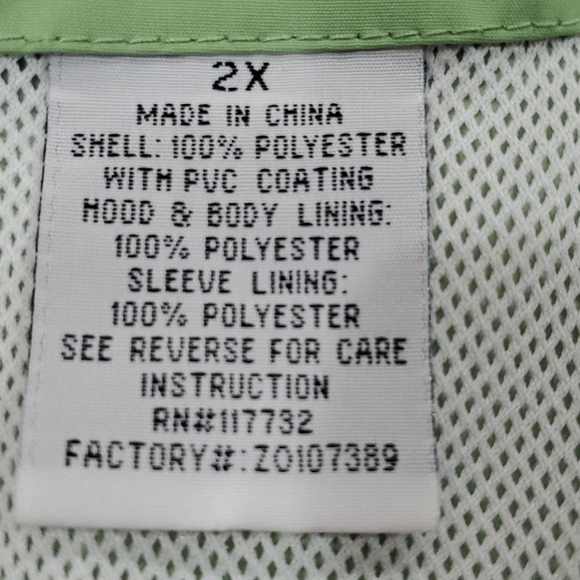 2X
MADE IN CHINA
SHELL: 100% POLYESTER
WITH PVC COATING
HOOD & BODY LINING:
100% POLYESTER
SLEEVE LINING:
100% POLYESTER
SEE REVERSE FOR CARE
INSTRUCTION
RN#117732
FACTORY#:Z0107389